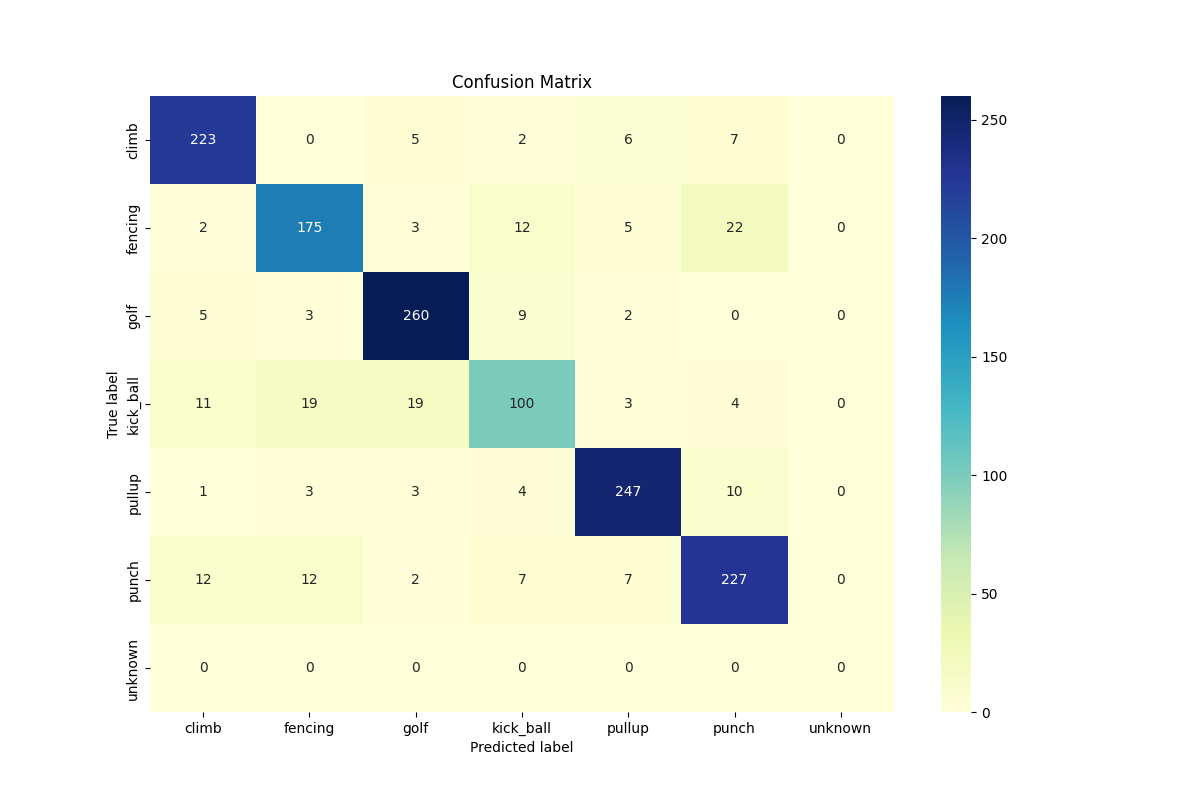 Confusion Matrix
climb 223 0 5 2 6 7 0
fencing 2 175 3 12 5 22 0
golf 5 3 260 9 2 0 0
kick_ball 11 19 19 100 3 4 0
pullup 1 3 3 4 247 10 0
punch 12 12 2 7 7 227 0
unknown 0 0 0 0 0 0 0
True label
climb fencing golf kick_ball pullup punch unknown
Predicted label
250
200
150
100
50
0